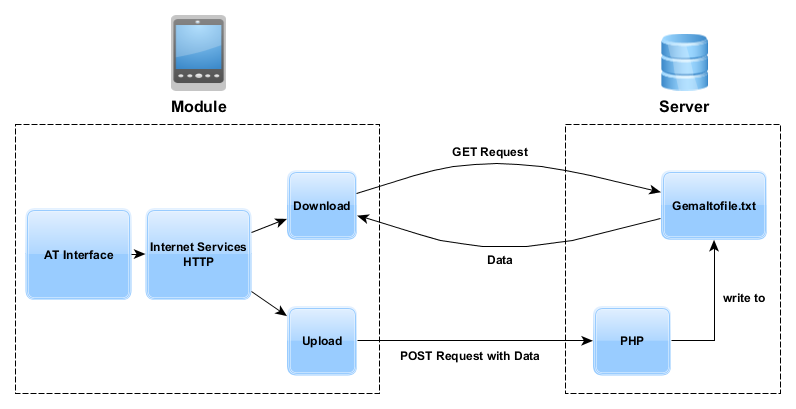 Module
Server
GET Request
Download
Gemaltofile.txt
AT Interface
Internet Services
HTTP
Data
write to
Upload
PHP
POST Request with Data